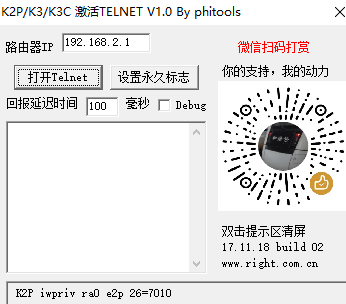 K2P/K3/K3C 激活TELNET V1.0 By phitools
路由器IP 192.168.2.1
微信扫码打赏
打开Telnet 设置永久标志
你的支持，我的动力
回报延迟时间 100 毫秒 Debug
双击提示区清屏
17.11.18 build 02
www.right.com.cn
K2P iwpriv ra0 e2p 26=7010